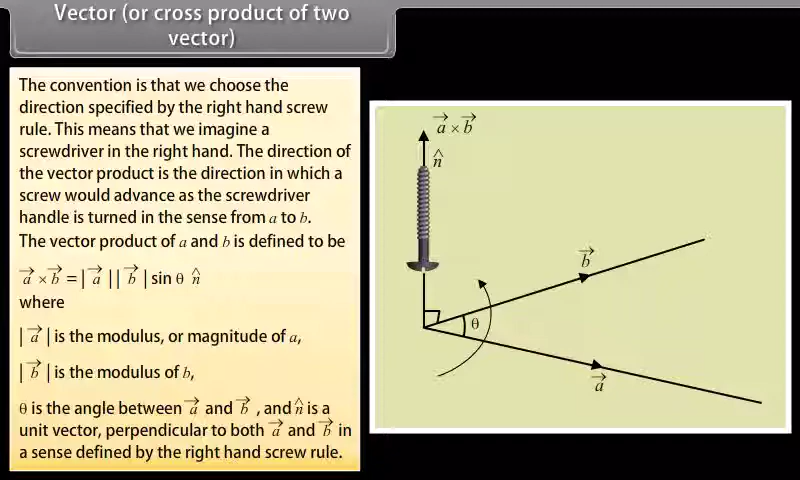 Vector (or cross product of two
vector)
The convention is that we choose the
direction specified by the right hand screw
rule. This means that we imagine a
screwdriver in the right hand. The direction of
the vector product is the direction in which a
screw would advance as the screwdriver
handle is turned in the sense from a to b.
The vector product of a and b is defined to be
a⃗ × b⃗ = | a⃗ | | b⃗ | sin θ n̂
where
| a⃗ | is the modulus, or magnitude of a,
| b⃗ | is the modulus of b,
θ is the angle between a⃗ and b⃗ , and n̂ is a
unit vector, perpendicular to both a⃗ and b⃗ in
a sense defined by the right hand screw rule.
a⃗ × b⃗
n̂
b⃗
θ
a⃗